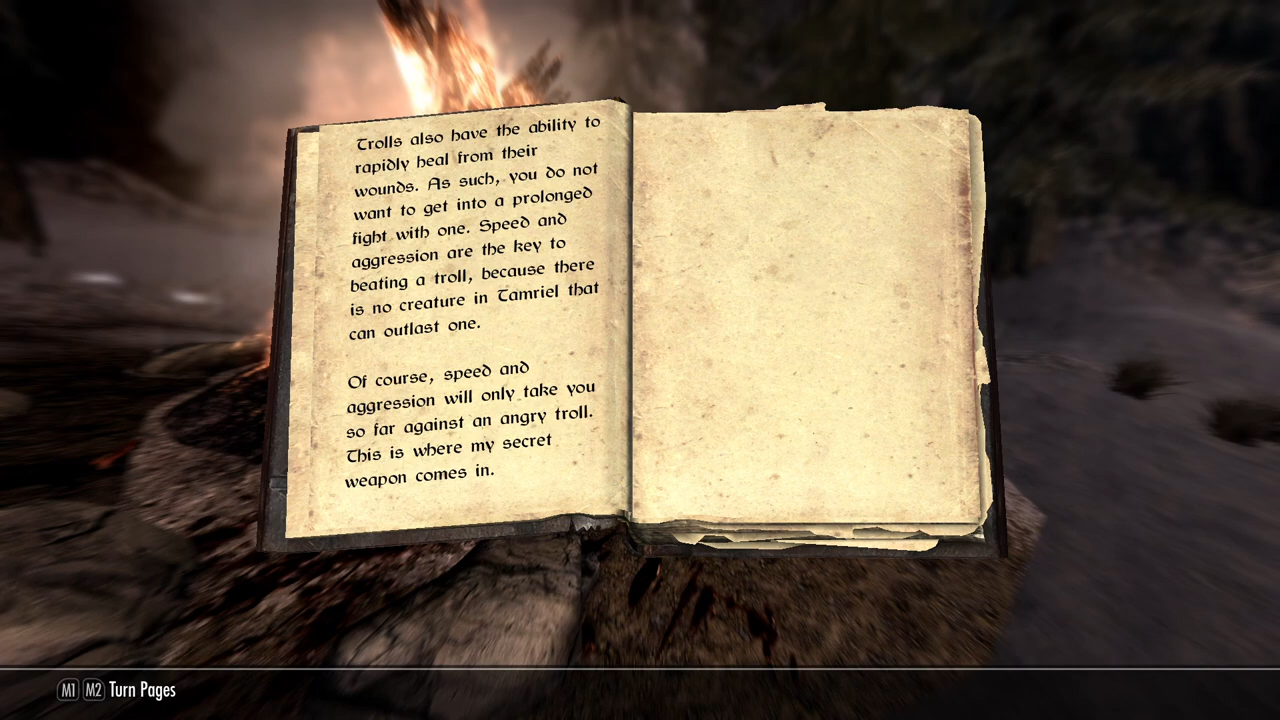 Trolls also have the ability to
rapidly heal from their
wounds. As such, you do not
want to get into a prolonged
fight with one. Speed and
aggression are the key to
beating a troll, because there
is no creature in Tamriel that
can outlast one.
Of course, speed and
aggression will only take you
so far against an angry troll.
This is where my secret
weapon comes in.
M1 M2 Turn Pages